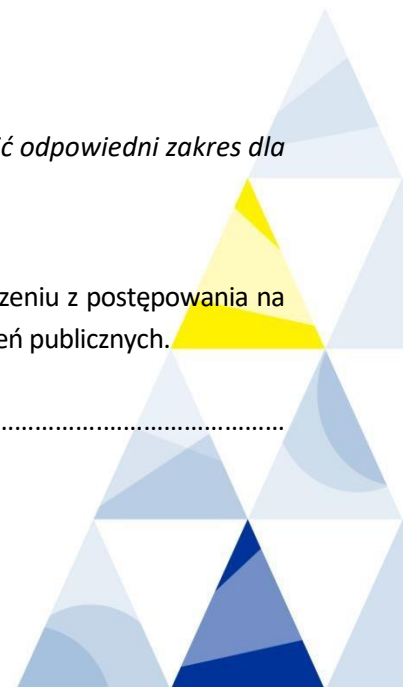 ć odpowiedni zakres dla
zeniu z postępowania na
eń publicznych.
……………………………………………